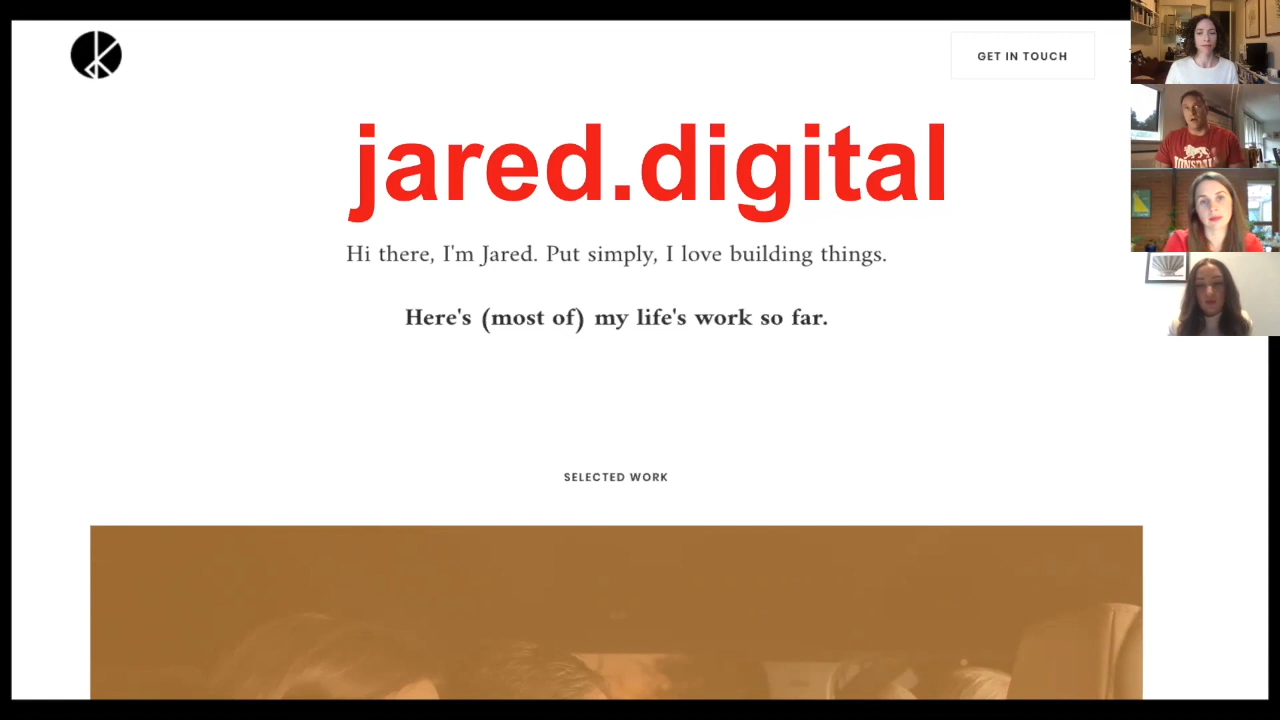 GET IN TOUCH
jared.digital
Hi there, I'm Jared. Put simply, I love building things.
Here's (most of) my life's work so far.
SELECTED WORK
LONSDALE